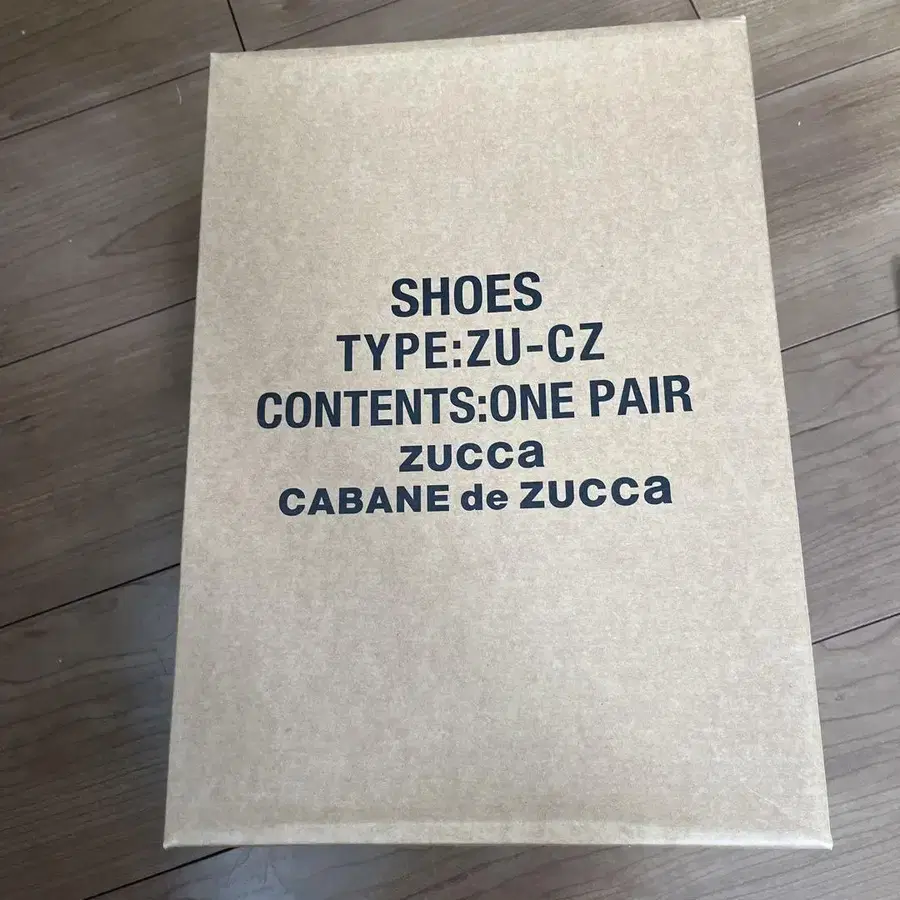 SHOES
TYPE:ZU-CZ
CONTENTS:ONE PAIR
zucca
CABANE de zucca